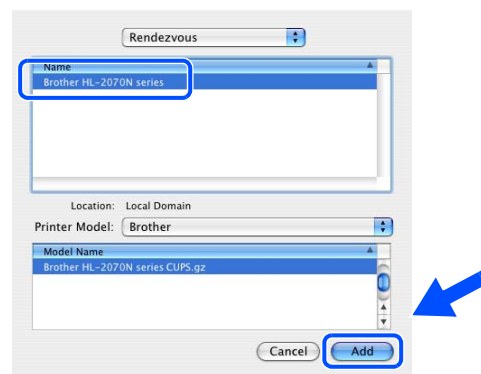 Rendezvous
Name
Brother HL-2070N series
Location: Local Domain
Printer Model: Brother
Model Name
Brother HL-2070N series CUPS.gz
Cancel Add